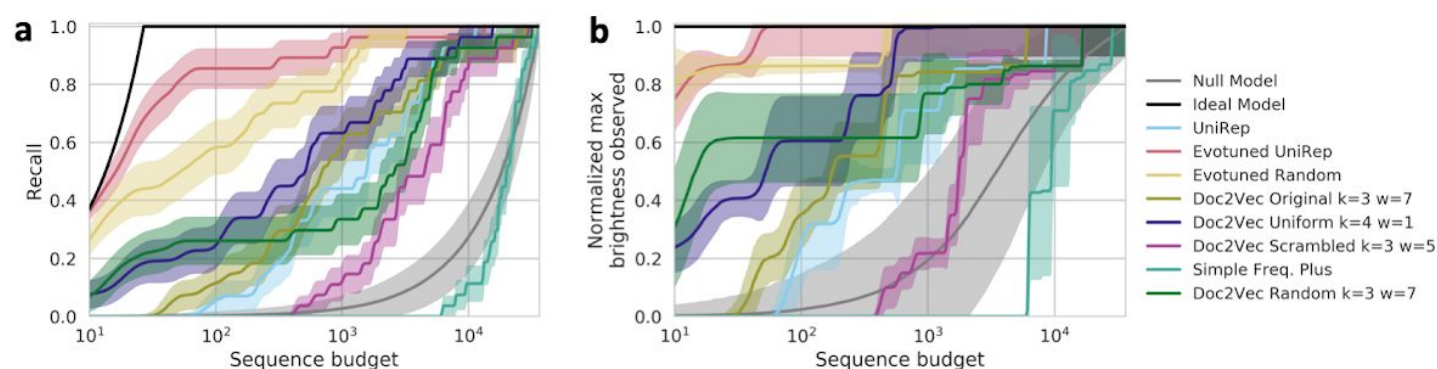 a
1.0
0.8
0.6
0.4
0.2
0.0
Recall
10¹
10²
10³
10⁴
Sequence budget
b
1.0
0.8
0.6
0.4
0.2
0.0
Normalized max
brightness observed
10¹
10²
10³
10⁴
Sequence budget
Null Model
Ideal Model
UniRep
Evotuned UniRep
Evotuned Random
Doc2Vec Original k=3 w=7
Doc2Vec Uniform k=4 w=1
Doc2Vec Scrambled k=3 w=5
Simple Freq. Plus
Doc2Vec Random k=3 w=7